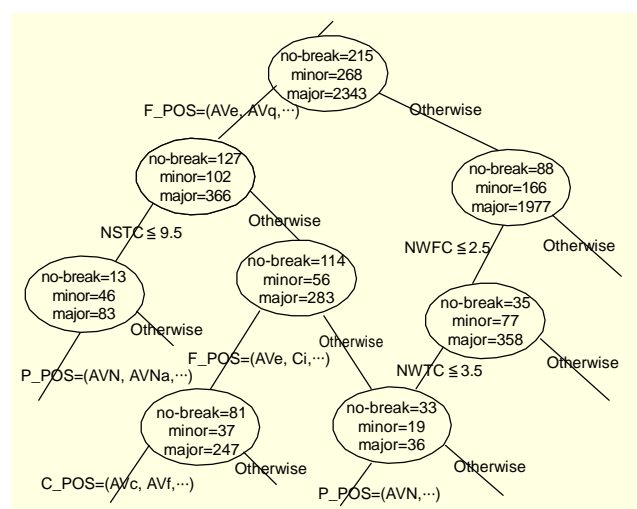 no-break=215
minor=268
major=2343
F_POS=(AVe, AVq,⋯)
Otherwise
no-break=127
minor=102
major=366
no-break=88
minor=166
major=1977
NSTC≦9.5
Otherwise
NWFC≦2.5
Otherwise
no-break=13
minor=46
major=83
no-break=114
minor=56
major=283
no-break=35
minor=77
major=358
Otherwise
F_POS=(AVe, Ci,⋯)
Otherwise
NWTC≦3.5
Otherwise
P_POS=(AVN, AVNa,⋯)
no-break=81
minor=37
major=247
no-break=33
minor=19
major=36
C_POS=(AVc, AVf,⋯)
Otherwise
P_POS=(AVN,⋯)
Otherwise